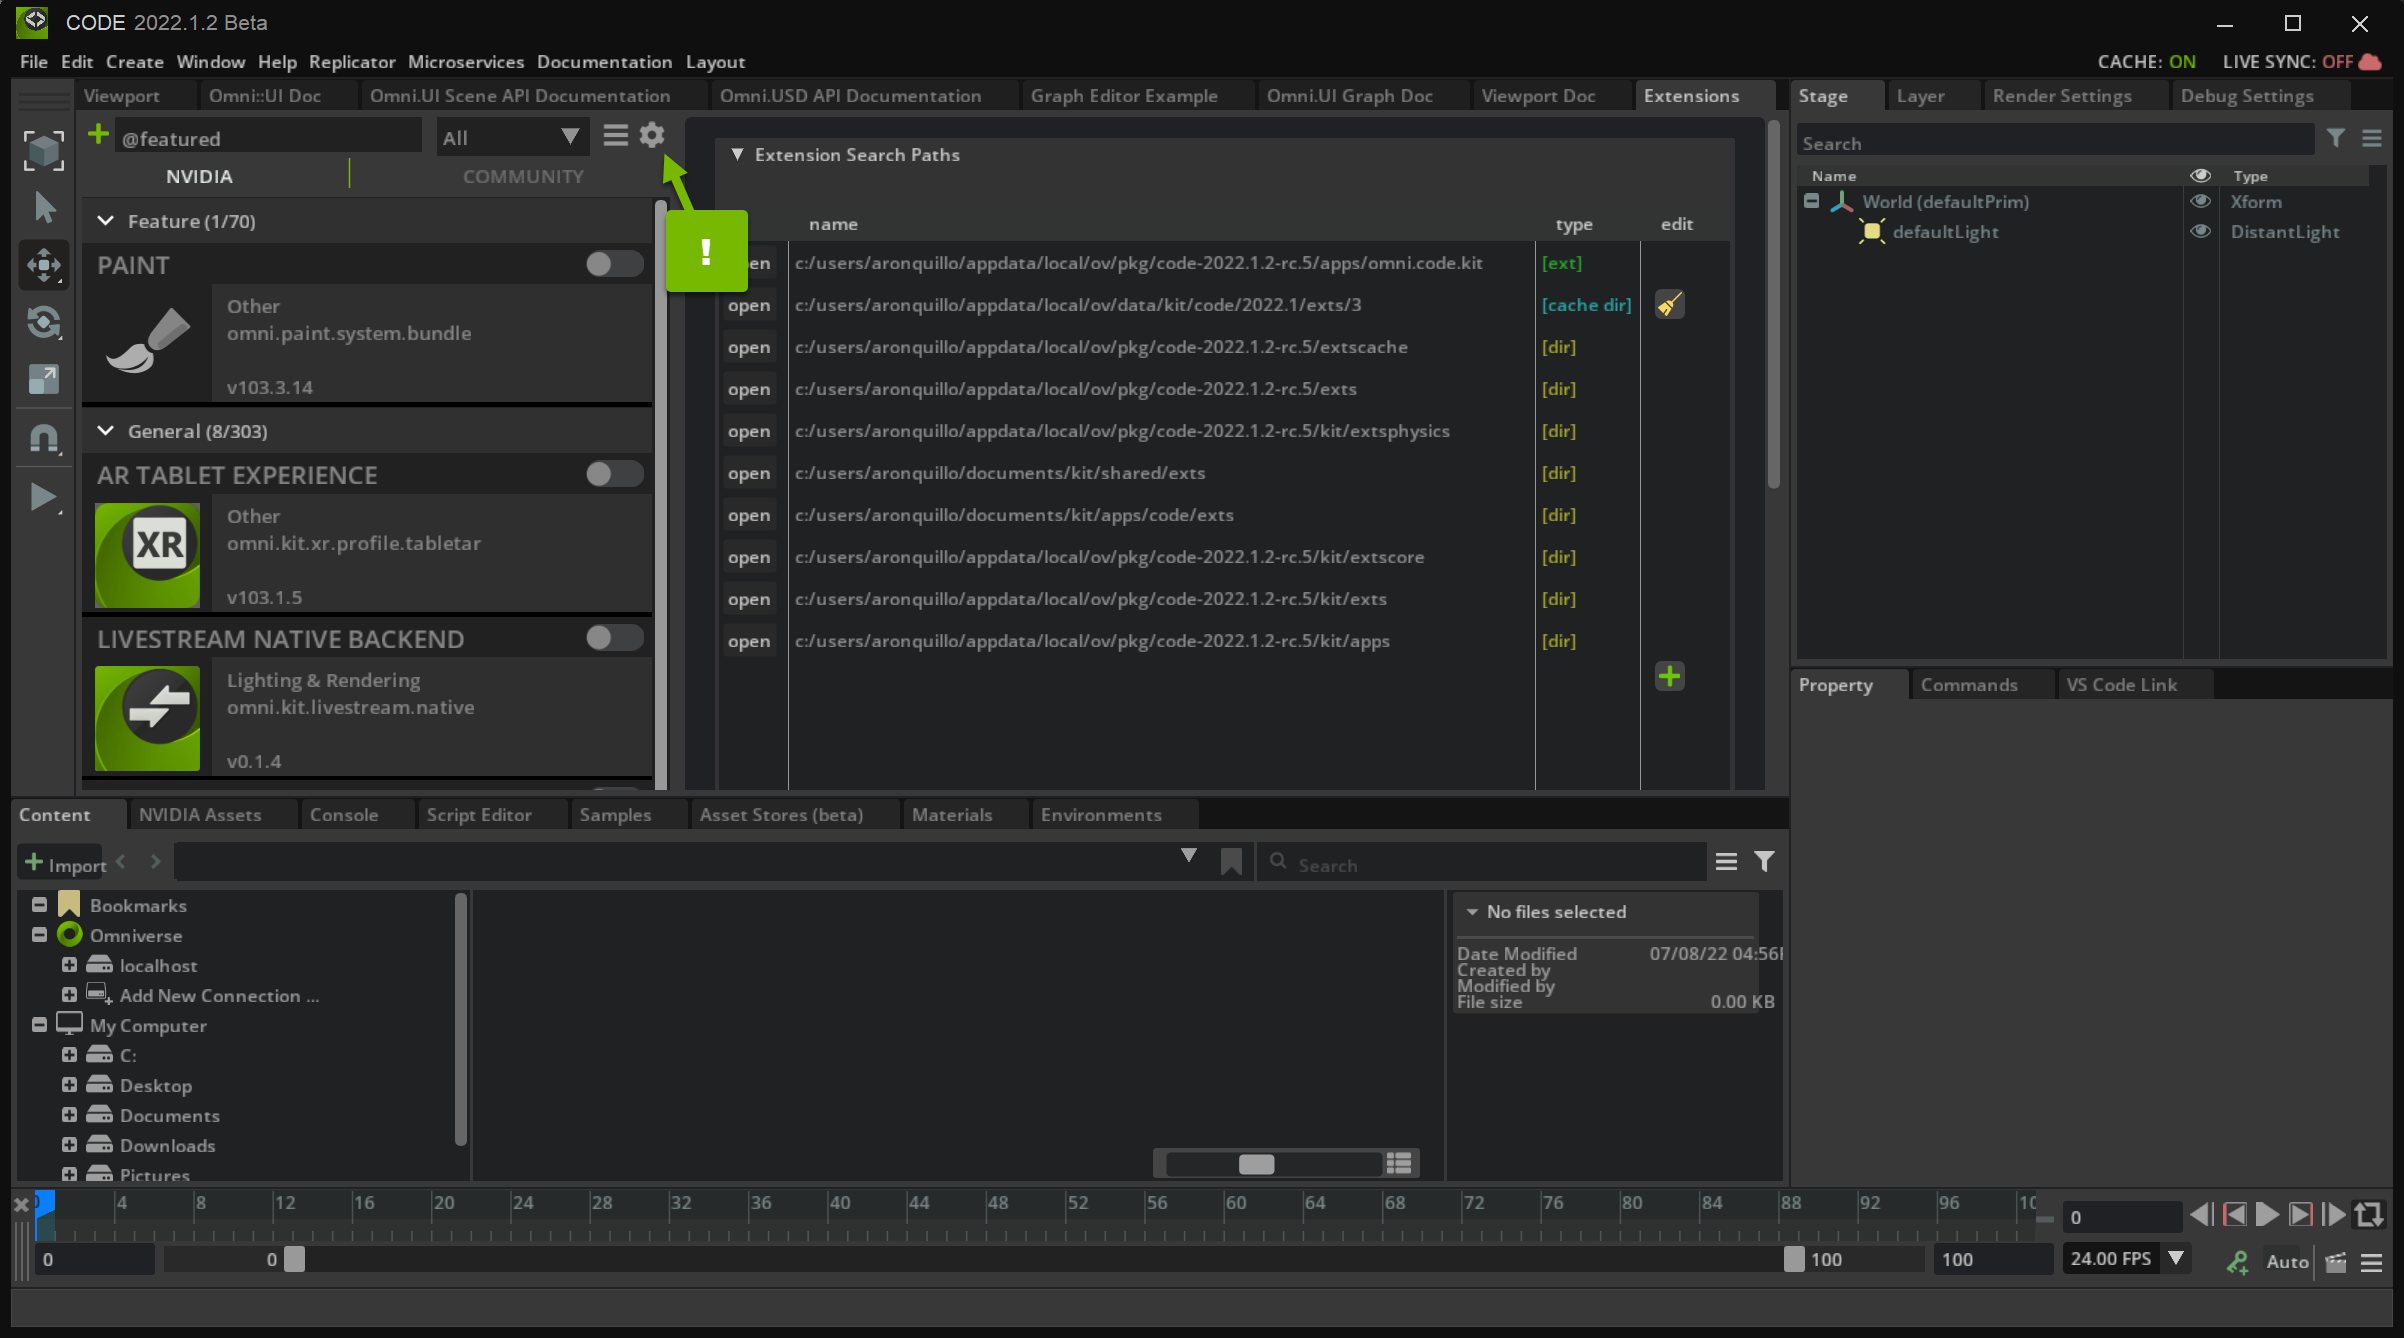 CODE 2022.1.2 Beta
File Edit Create Window Help Replicator Microservices Documentation Layout
CACHE: ON LIVE SYNC: OFF
Viewport Omni::UI Doc Omni.UI Scene API Documentation Omni.USD API Documentation Graph Editor Example Omni.UI Graph Doc Viewport Doc Extensions
@featured All
NVIDIA COMMUNITY
Feature (1/70)
PAINT
Other
omni.paint.system.bundle
v103.3.14
General (8/303)
AR TABLET EXPERIENCE
XR
Other
omni.kit.xr.profile.tabletar
v103.1.5
LIVESTREAM NATIVE BACKEND
Lighting & Rendering
omni.kit.livestream.native
v0.1.4
!
Extension Search Paths
name type edit
en c:/users/aronquillo/appdata/local/ov/pkg/code-2022.1.2-rc.5/apps/omni.code.kit [ext]
open c:/users/aronquillo/appdata/local/ov/data/kit/code/2022.1/exts/3 [cache dir]
open c:/users/aronquillo/appdata/local/ov/pkg/code-2022.1.2-rc.5/extscache [dir]
open c:/users/aronquillo/appdata/local/ov/pkg/code-2022.1.2-rc.5/exts [dir]
open c:/users/aronquillo/appdata/local/ov/pkg/code-2022.1.2-rc.5/kit/extsphysics [dir]
open c:/users/aronquillo/documents/kit/shared/exts [dir]
open c:/users/aronquillo/documents/kit/apps/code/exts [dir]
open c:/users/aronquillo/appdata/local/ov/pkg/code-2022.1.2-rc.5/kit/extscore [dir]
open c:/users/aronquillo/appdata/local/ov/pkg/code-2022.1.2-rc.5/kit/exts [dir]
open c:/users/aronquillo/appdata/local/ov/pkg/code-2022.1.2-rc.5/kit/apps [dir]
Stage Layer Render Settings Debug Settings
Search
Name Type
World (defaultPrim) Xform
defaultLight DistantLight
Property Commands VS Code Link
Content NVIDIA Assets Console Script Editor Samples Asset Stores (beta) Materials Environments
Import Search
Bookmarks
Omniverse
localhost
Add New Connection ...
My Computer
C:
Desktop
Documents
Downloads
Pictures
No files selected
Date Modified 07/08/22 04:56
Created by
Modified by
File size 0.00 KB
0 4 8 12 16 20 24 28 32 36 40 44 48 52 56 60 64 68 72 76 80 84 88 92 96 10
0
0 0 100 100 24.00 FPS Auto